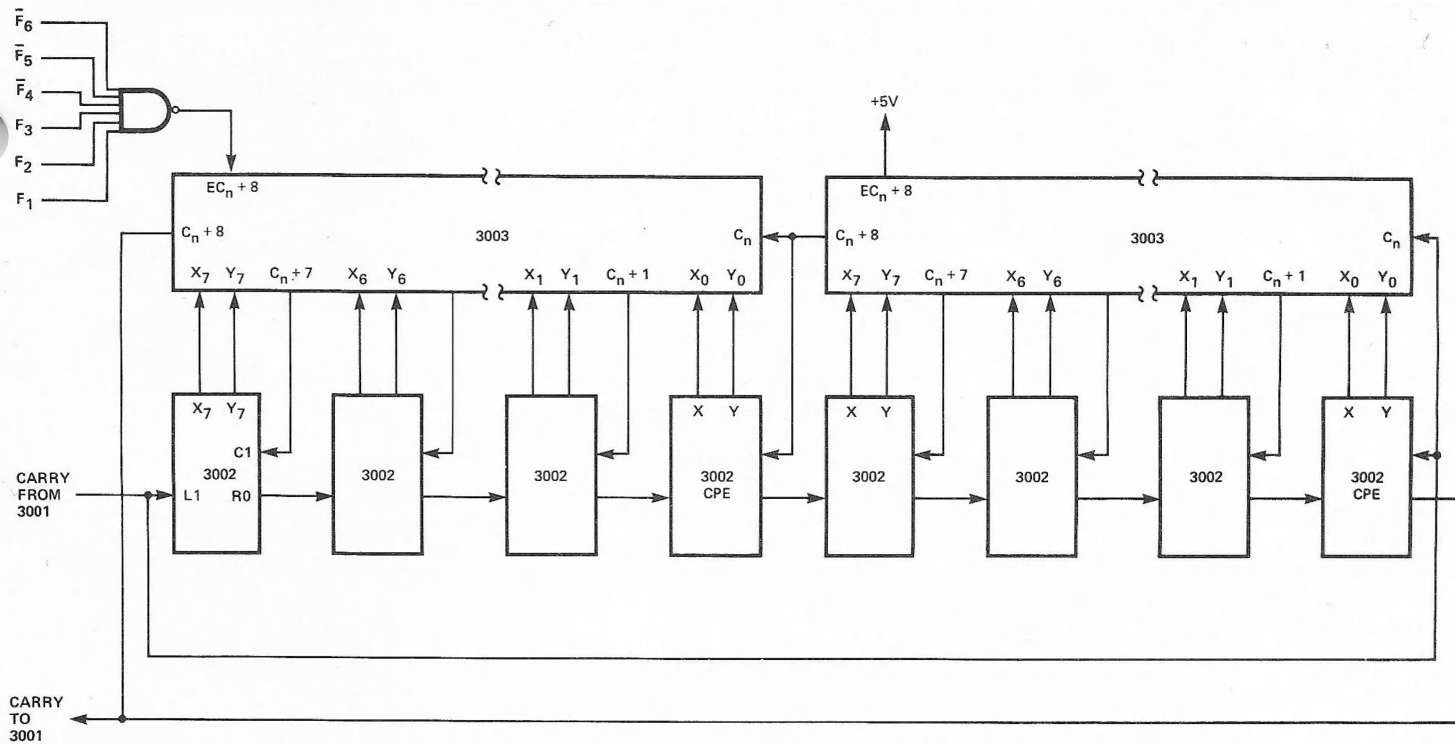 F̅6
F̅5
F̅4
F3
F2
F1
+5V
ECn + 8
ECn + 8
Cn + 8
3003
Cn
Cn + 8
3003
Cn
X7 Y7 Cn + 7 X6 Y6 X1 Y1 Cn + 1 X0 Y0
X7 Y7 Cn + 7 X6 Y6 X1 Y1 Cn + 1 X0 Y0
X7 Y7
X Y
X Y
X Y
C1
3002
L1 R0
3002
3002
3002
CPE
3002
3002
3002
3002
CPE
CARRY
FROM
3001
CARRY
TO
3001